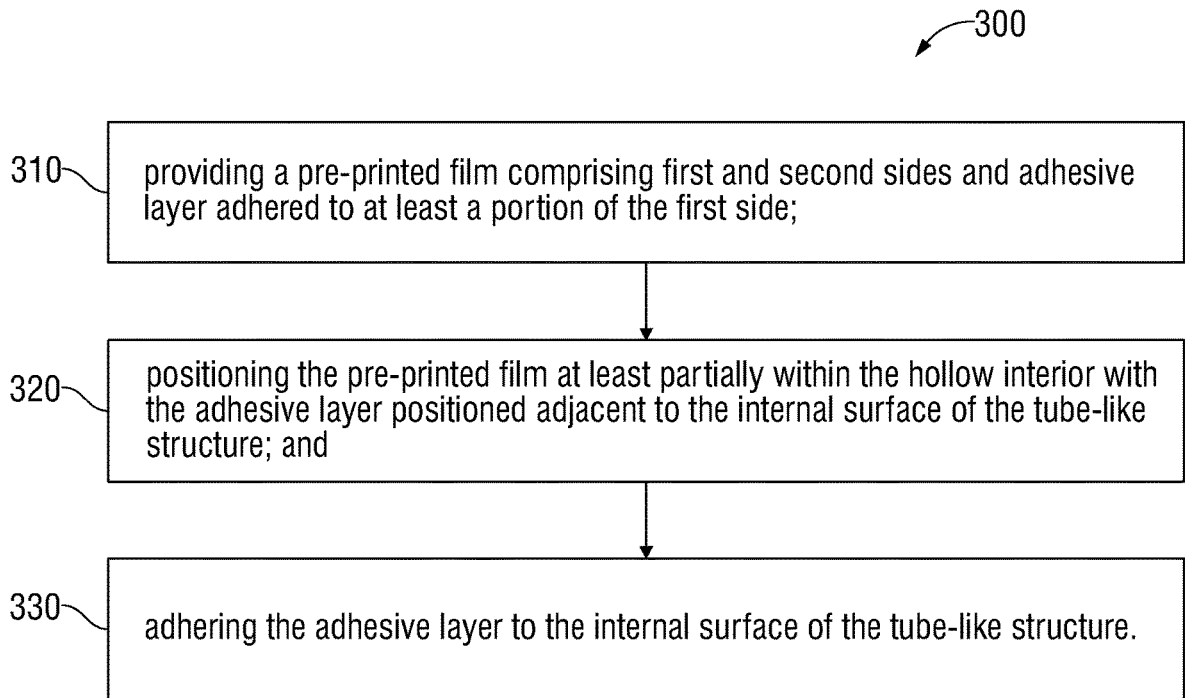 300
310
providing a pre-printed film comprising first and second sides and adhesive
layer adhered to at least a portion of the first side;
320
positioning the pre-printed film at least partially within the hollow interior with
the adhesive layer positioned adjacent to the internal surface of the tube-like
structure; and
330
adhering the adhesive layer to the internal surface of the tube-like structure.